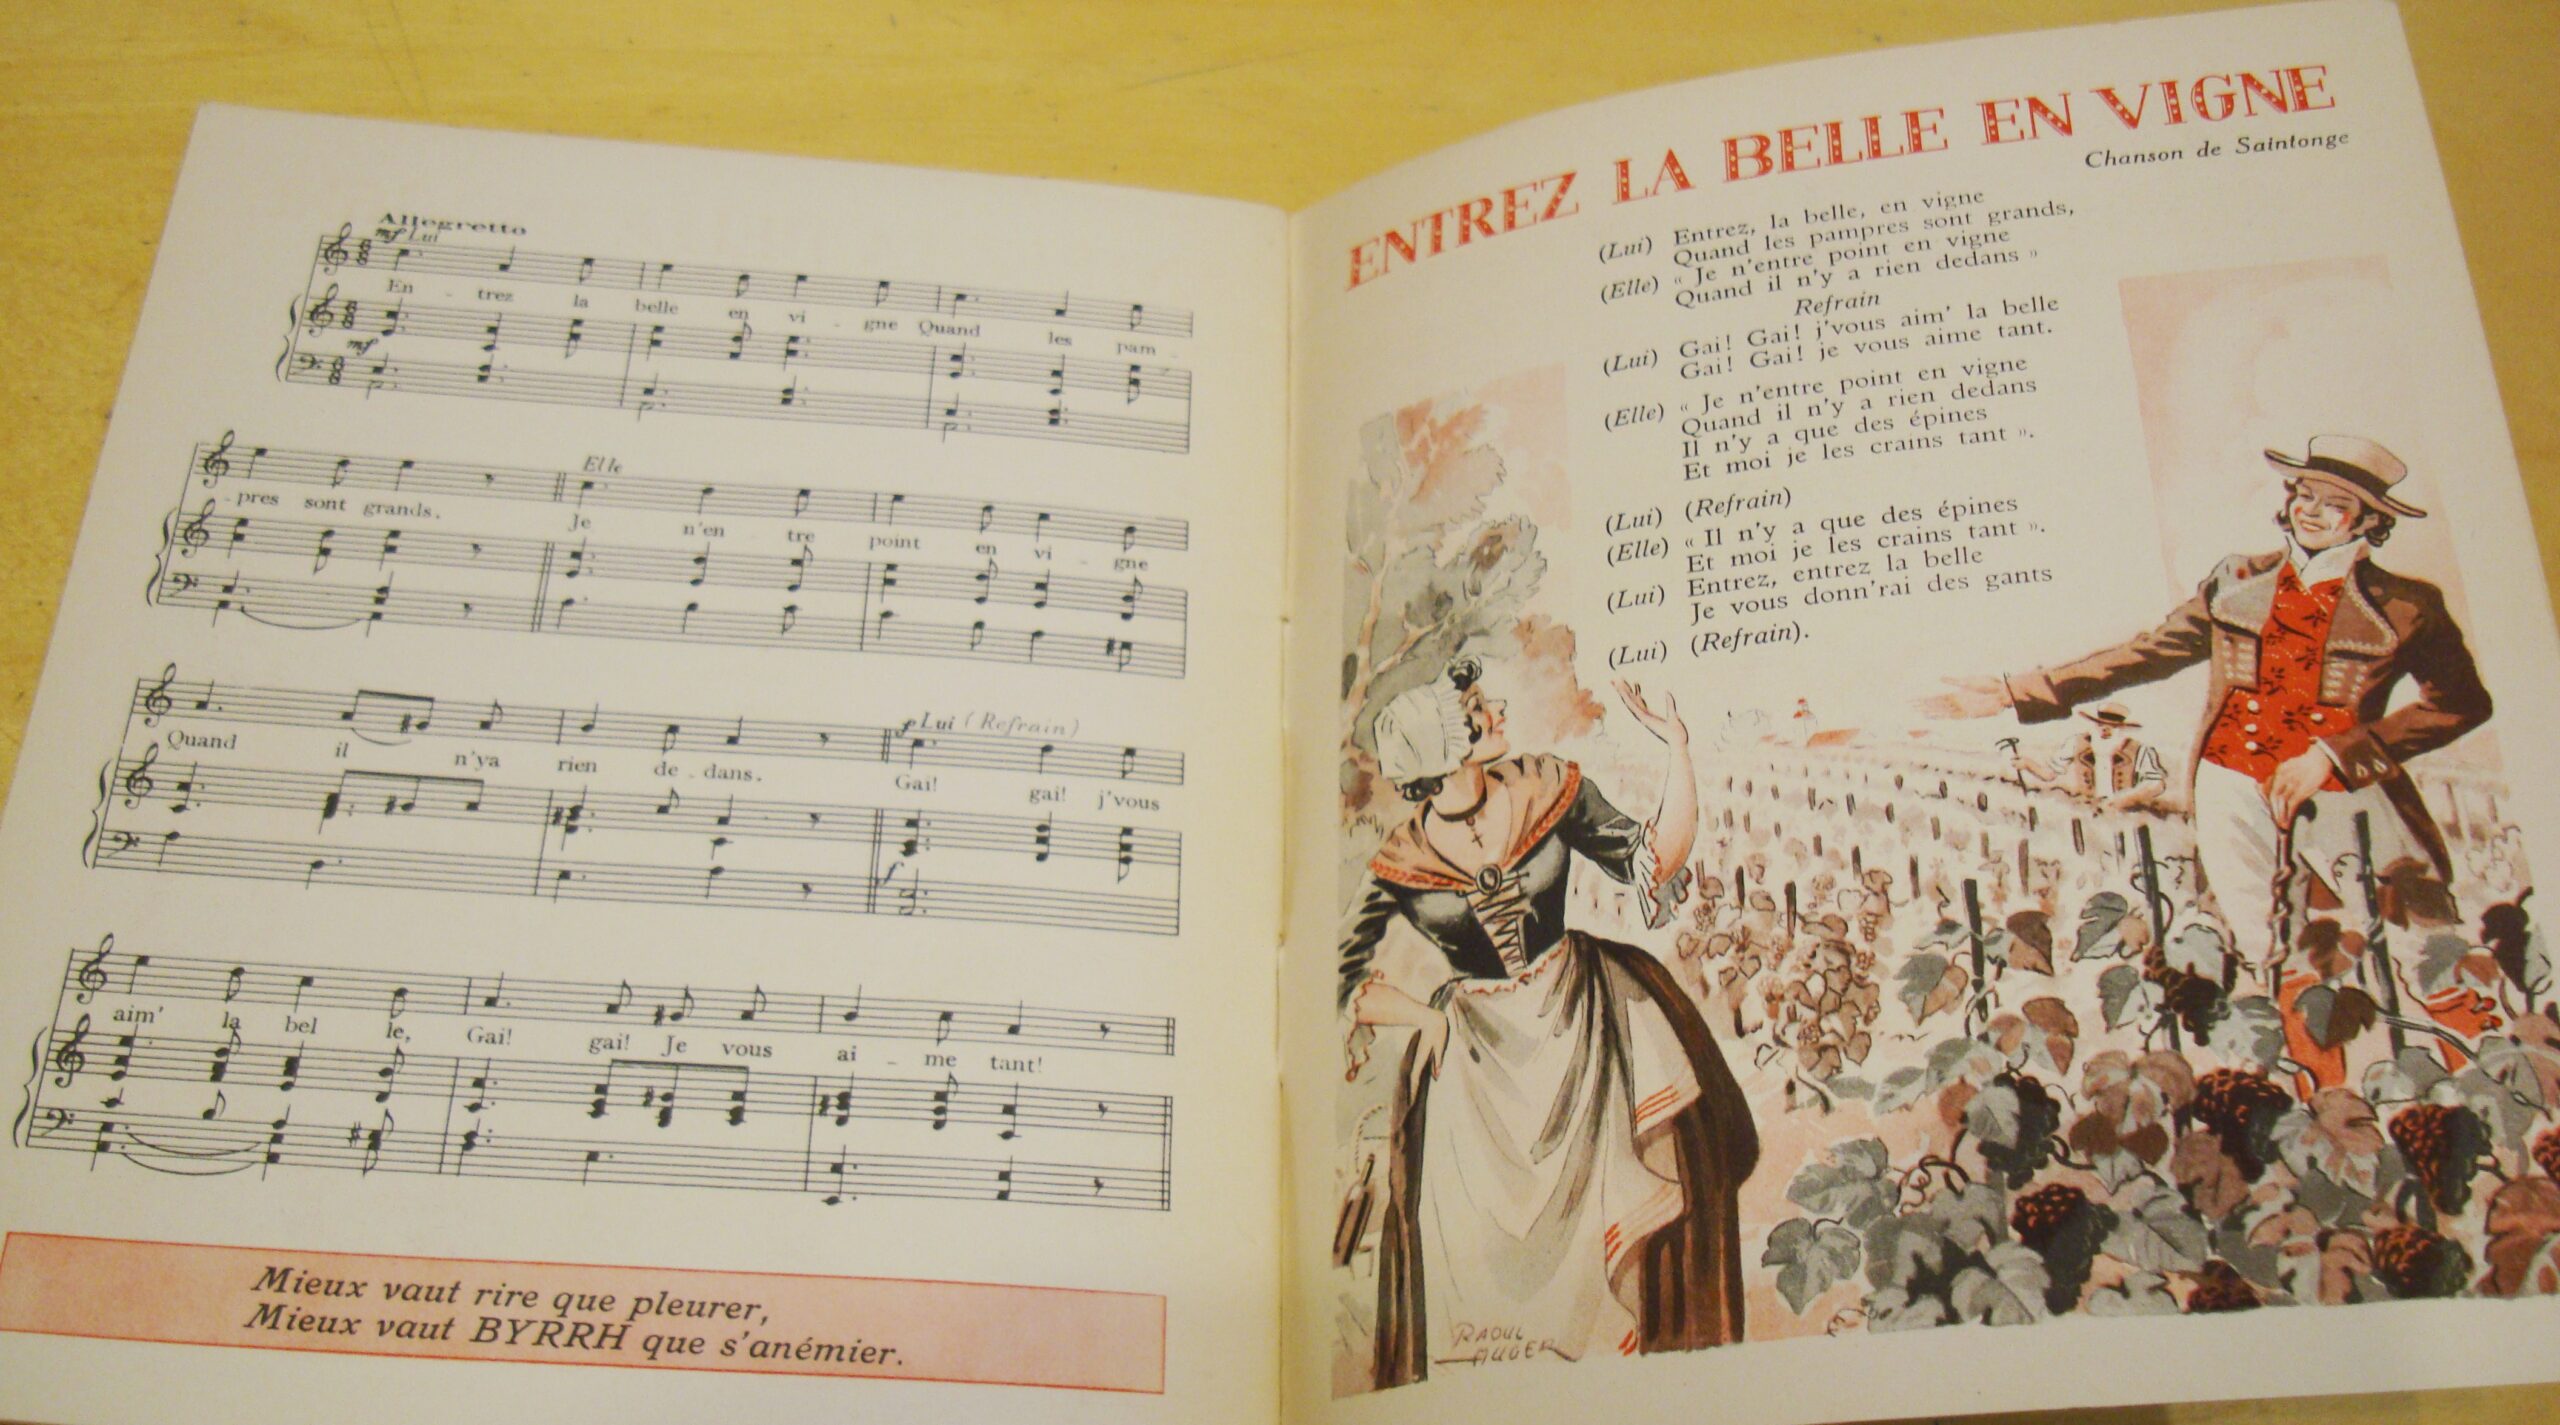 Allegretto
mf Lui
En - trez la belle en vi - gne Quand les pam -
mf
- pres sont grands.
Elle
Je n'en tre point en vi - gne
f Lui (Refrain)
Quand il n'ya rien de - dans. Gai! gai! j'vous
f
aim' la bel le, Gai! gai! Je vous ai - me tant!
Mieux vaut rire que pleurer,
Mieux vaut BYRRH que s'anémier.
ENTREZ LA BELLE EN VIGNE
Chanson de Saintonge
(Lui) Entrez, la belle, en vigne
Quand les pampres sont grands,
(Elle) « Je n'entre point en vigne
Quand il n'y a rien dedans »
Refrain
(Lui) Gai! Gai! j'vous aim' la belle
Gai! Gai! je vous aime tant.
(Elle) « Je n'entre point en vigne
Quand il n'y a rien dedans
Il n'y a que des épines
Et moi je les crains tant ».
(Lui) (Refrain)
(Elle) « Il n'y a que des épines
Et moi je les crains tant ».
(Lui) Entrez, entrez la belle
Je vous donn'rai des gants
(Lui) (Refrain).
RAOUL
AUGER